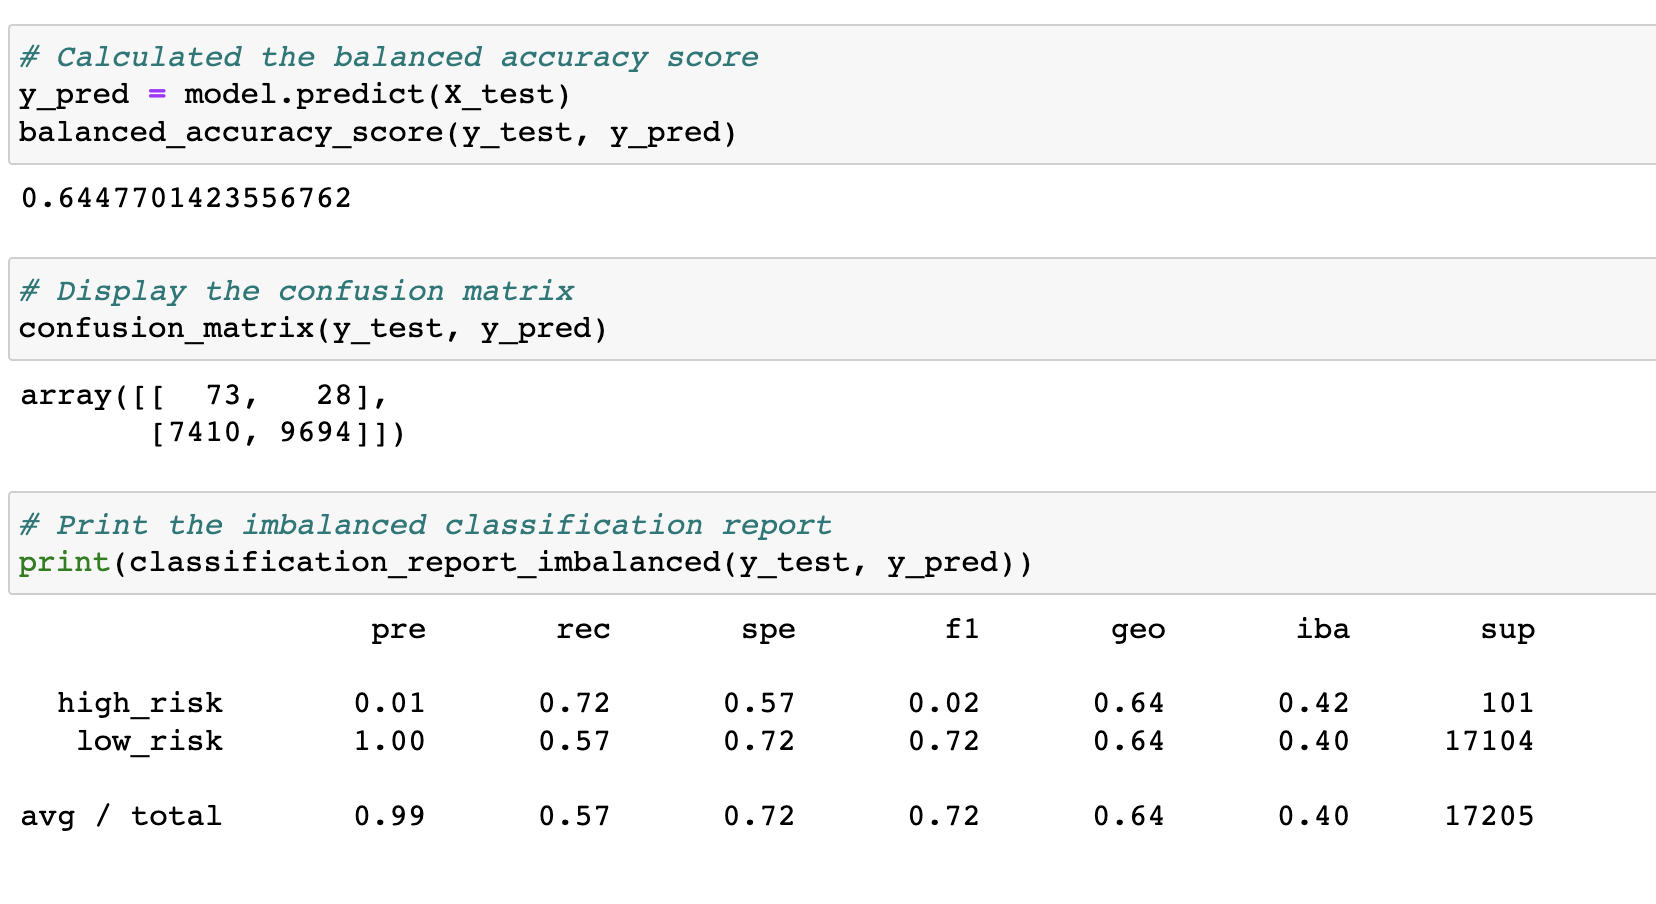 # Calculated the balanced accuracy score
y_pred = model.predict(X_test)
balanced_accuracy_score(y_test, y_pred)
0.6447701423556762
# Display the confusion matrix
confusion_matrix(y_test, y_pred)
array([[  73,   28],
       [7410, 9694]])
# Print the imbalanced classification report
print(classification_report_imbalanced(y_test, y_pred))
                   pre       rec       spe        f1       geo       iba       sup
  high_risk       0.01      0.72      0.57      0.02      0.64      0.42       101
   low_risk       1.00      0.57      0.72      0.72      0.64      0.40     17104
avg / total       0.99      0.57      0.72      0.72      0.64      0.40     17205